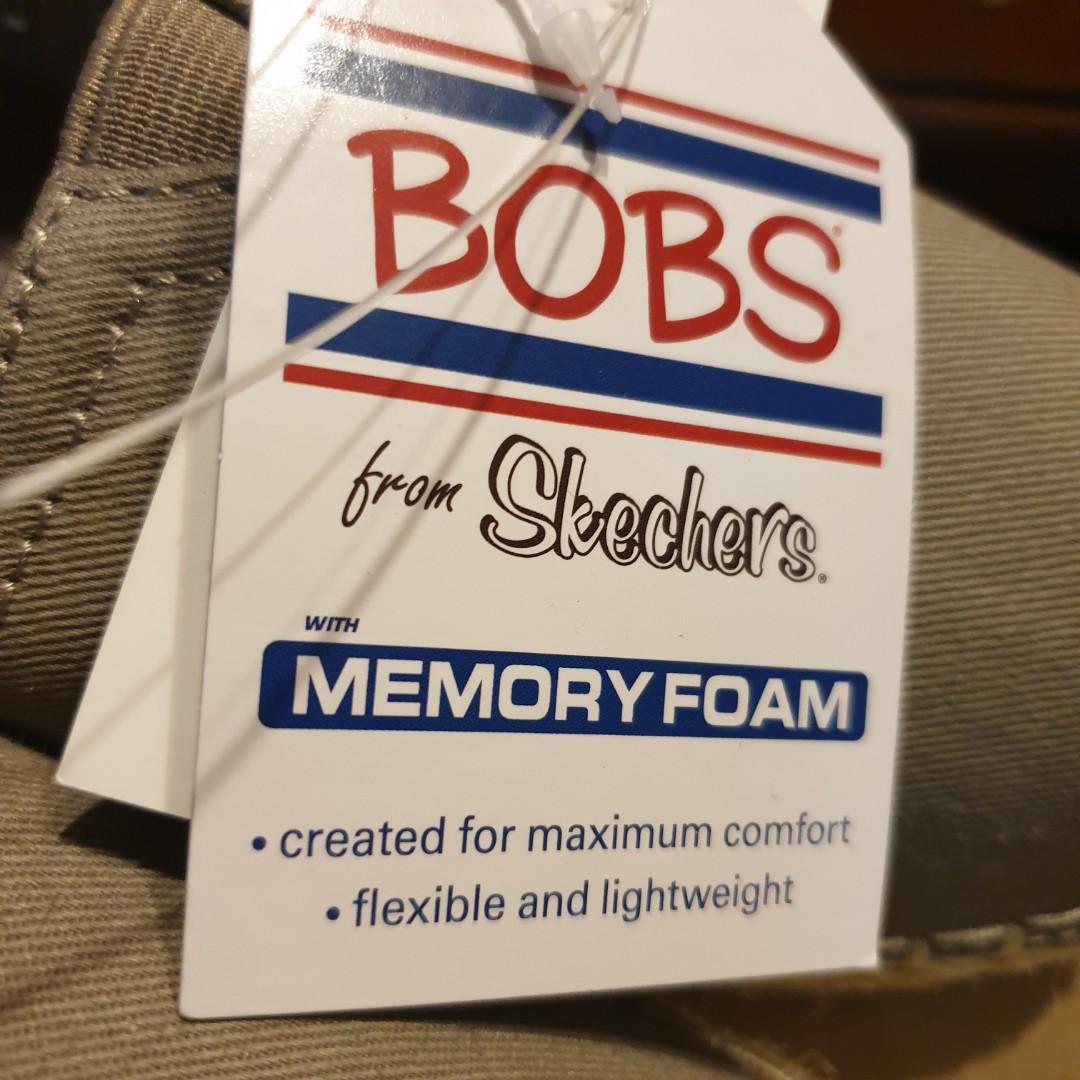 BOBS®
from Skechers®
WITH
MEMORY FOAM
• created for maximum comfort
• flexible and lightweight